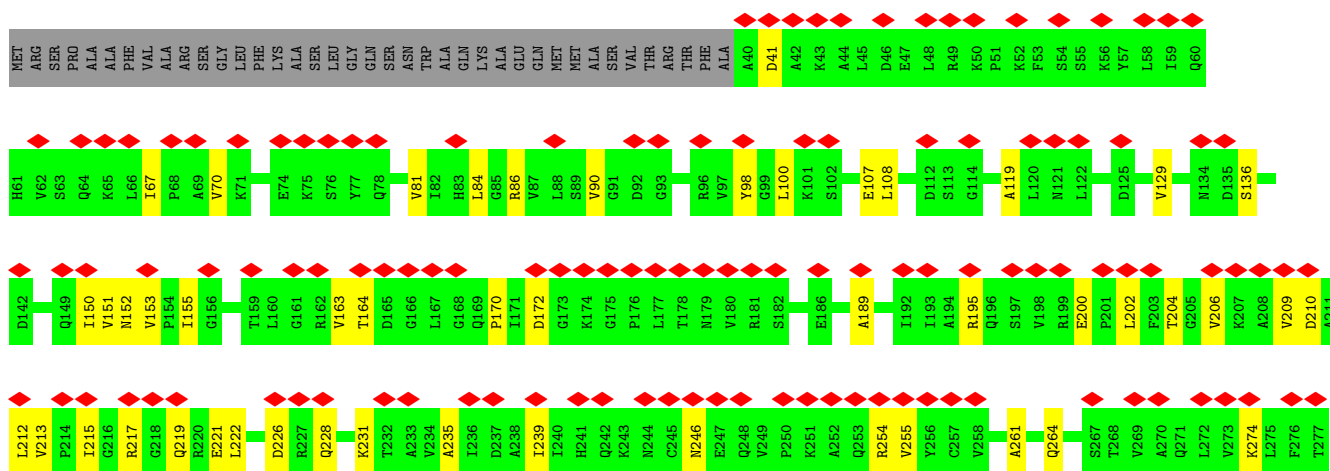 MET ARG SER PRO ALA ALA PHE VAL ALA ARG SER GLY LEU PHE LYS ALA SER LEU GLY GLN SER ASN TRP ALA GLN LYS ALA GLU GLN MET MET ALA SER VAL THR ARG THR PHE ALA A40 D41 A42 K43 A44 L45 D46 E47 L48 R49 K50 P51 K52 F53 S54 S55 K56 Y57 L58 I59 Q60
H61 V62 S63 Q64 K65 L66 I67 P68 A69 V70 K71 E74 K75 S76 Y77 Q78 V81 I82 H83 L84 G85 R86 V87 L88 S89 V90 G91 D92 G93 R96 V97 Y98 G99 L100 K101 S102 E107 L108 D112 S113 G114 A119 L120 N121 L122 D125 V129 N134 D135 S136
D142 Q149 I150 V151 N152 V153 P154 I155 G156 T159 L160 G161 R162 V163 T164 D165 G166 L167 G168 Q169 P170 I171 D172 G173 K174 G175 P176 L177 T178 N179 V180 R181 S182 E186 A189 I192 I193 A194 R195 Q196 S197 V198 R199 E200 P201 L202 F203 T204 G205 V206 K207 A208 V209 D210 A211
L212 V213 P214 I215 G216 R217 G218 Q219 R220 E221 L222 D226 R227 Q228 K231 T232 A233 V234 A235 I236 D237 A238 I239 I240 H241 Q242 K243 N244 C245 N246 E247 Q248 V249 P250 K251 A252 Q253 R254 V255 Y256 C257 V258 A261 Q264 S267 T268 V269 A270 Q271 L272 V273 K274 L275 F276 T277